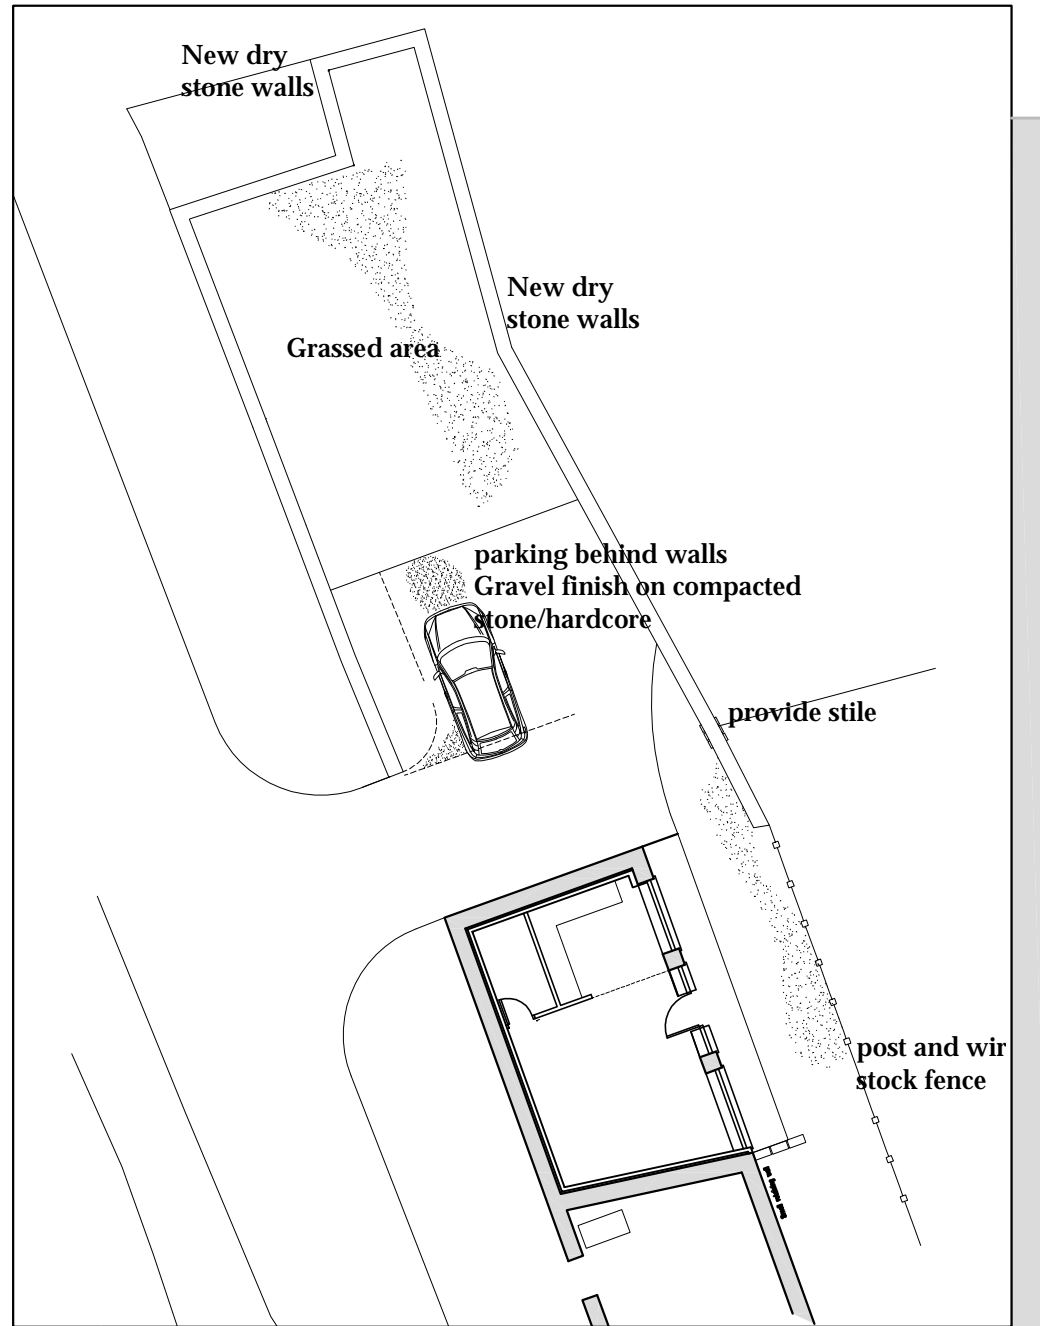 New dry
stone walls
New dry
stone walls
Grassed area
parking behind walls
Gravel finish on compacted
stone/hardcore
provide stile
post and wir
stock fence